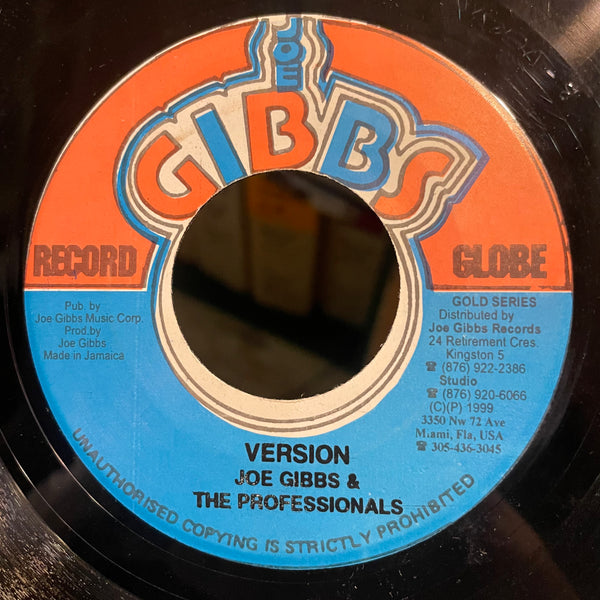 JOE
GIBBS
RECORD
GLOBE
Pub. by
Joe Gibbs Music Corp.
Prod.by
Joe Gibbs
Made in Jamaica
GOLD SERIES
Distributed by
Joe Gibbs Records
24 Retirement Cres.
Kingston 5
☎ (876) 922-2386
Studio
☎ (876) 920-6066
(C)(P) 1999
3350 Nw 72 Ave
Miami, Fla, USA
☎ 305-436-3045
VERSION
JOE GIBBS &
THE PROFESSIONALS
UNAUTHORISED COPYING IS STRICTLY PROHIBITED